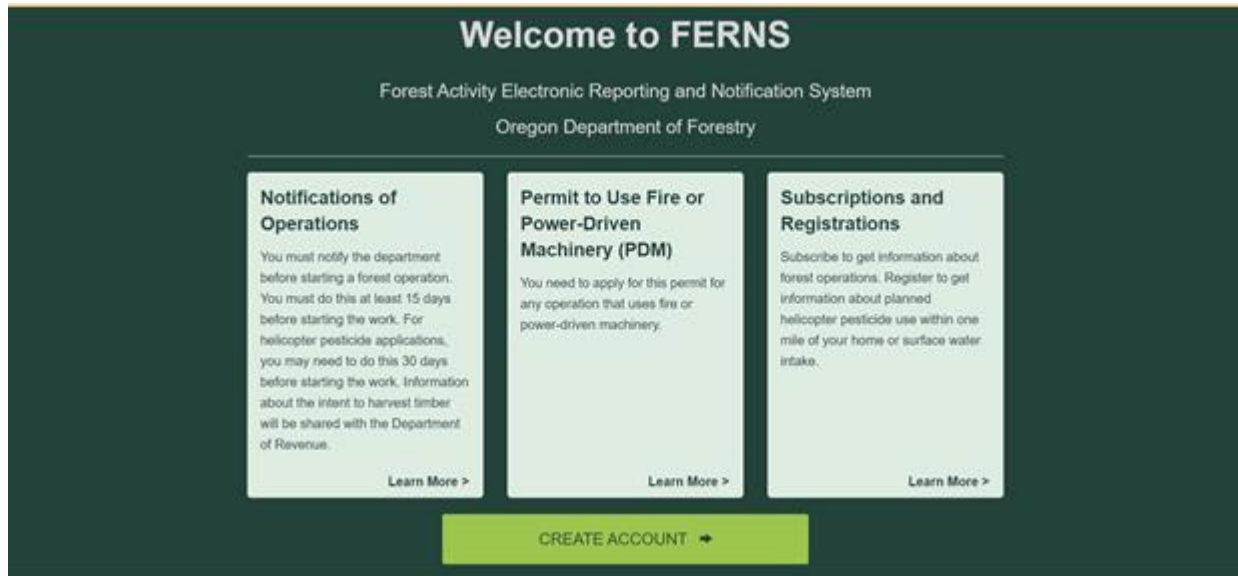 Welcome to FERNS
Forest Activity Electronic Reporting and Notification System
Oregon Department of Forestry
Notifications of
Operations
You must notify the department
before starting a forest operation.
You must do this at least 15 days
before starting the work. For
helicopter pesticide applications,
you may need to do this 30 days
before starting the work. Information
about the intent to harvest timber
will be shared with the Department
of Revenue.
Learn More >
Permit to Use Fire or
Power-Driven
Machinery (PDM)
You need to apply for this permit for
any operation that uses fire or
power-driven machinery.
Learn More >
Subscriptions and
Registrations
Subscribe to get information about
forest operations. Register to get
information about planned
helicopter pesticide use within one
mile of your home or surface water
intake.
Learn More >
CREATE ACCOUNT